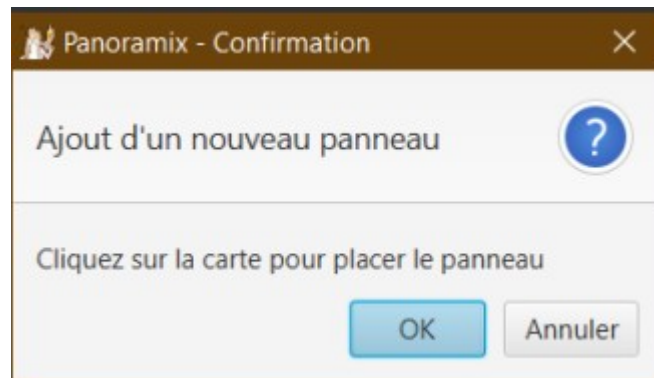 Panoramix - Confirmation
Ajout d'un nouveau panneau
?
Cliquez sur la carte pour placer le panneau
OK Annuler